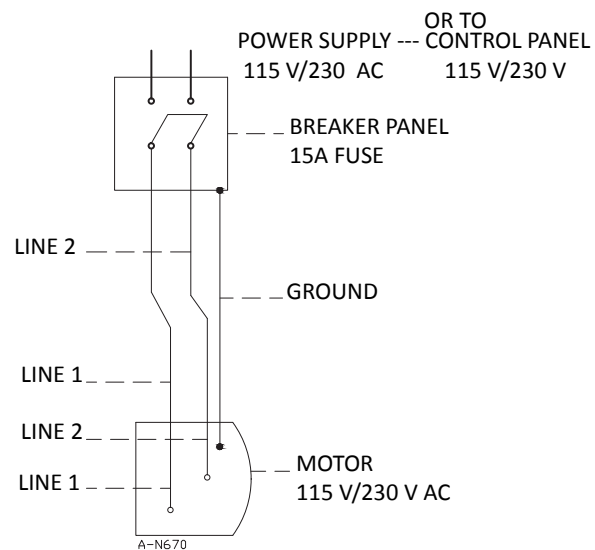 OR TO
POWER SUPPLY --- CONTROL PANEL
115 V/230 AC 115 V/230 V
BREAKER PANEL
15A FUSE
LINE 2
GROUND
LINE 1
LINE 2
MOTOR
LINE 1
115 V/230 V AC
A-N670